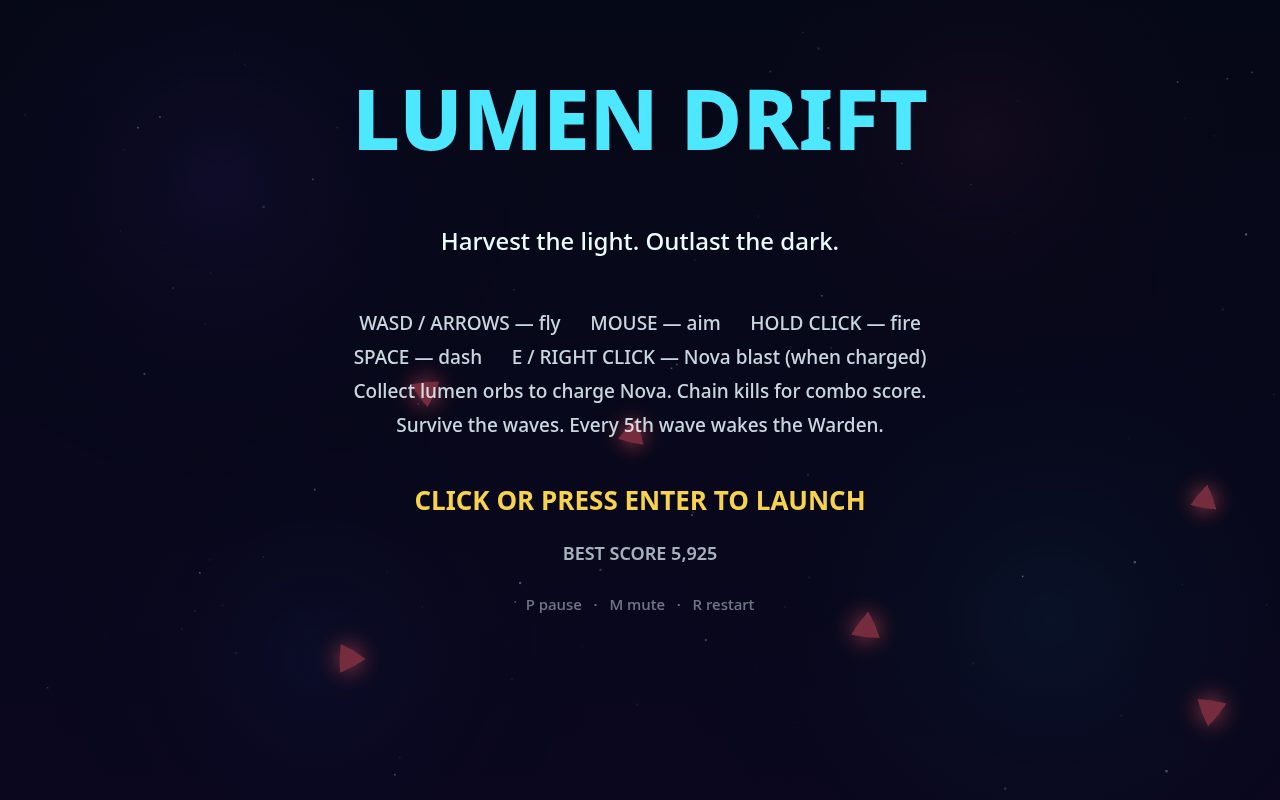 LUMEN DRIFT
Harvest the light. Outlast the dark.
WASD / ARROWS — fly MOUSE — aim HOLD CLICK — fire
SPACE — dash E / RIGHT CLICK — Nova blast (when charged)
Collect lumen orbs to charge Nova. Chain kills for combo score.
Survive the waves. Every 5th wave wakes the Warden.
CLICK OR PRESS ENTER TO LAUNCH
BEST SCORE 5,925
P pause · M mute · R restart